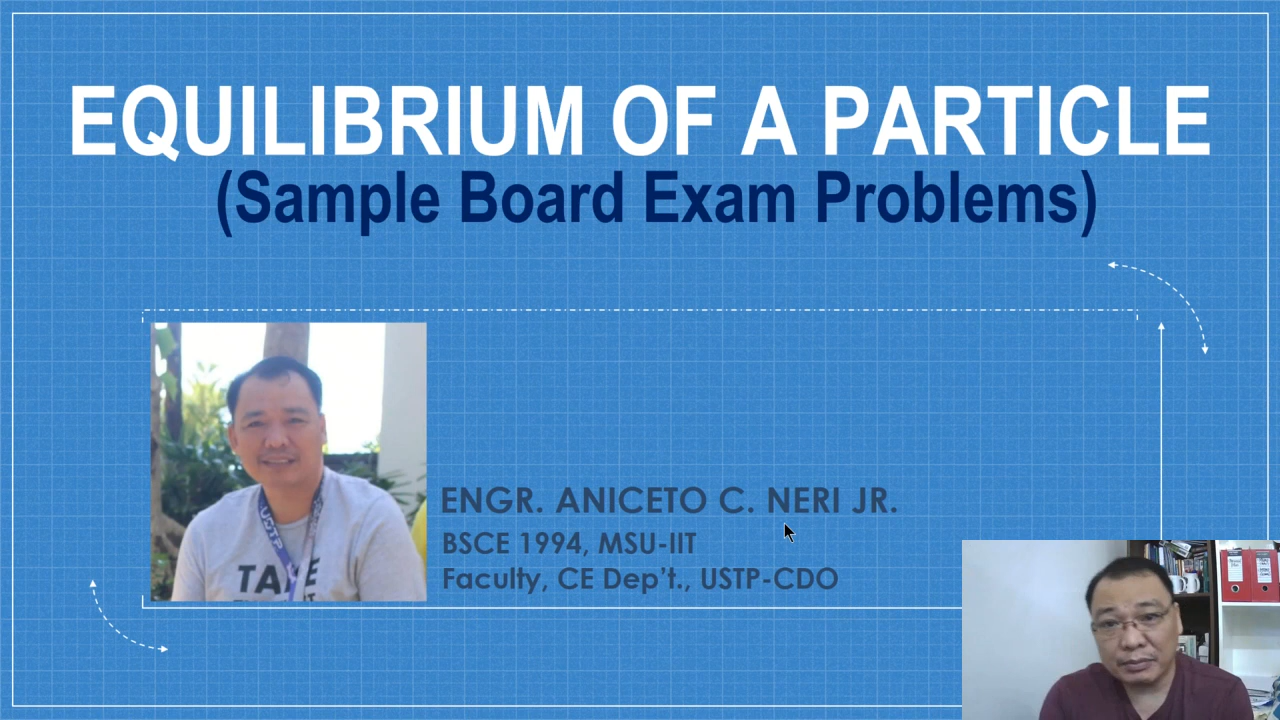 EQUILIBRIUM OF A PARTICLE
(Sample Board Exam Problems)
USTP
ENGR. ANICETO C. NERI JR.
BSCE 1994, MSU-IIT
Faculty, CE Dep't., USTP-CDO